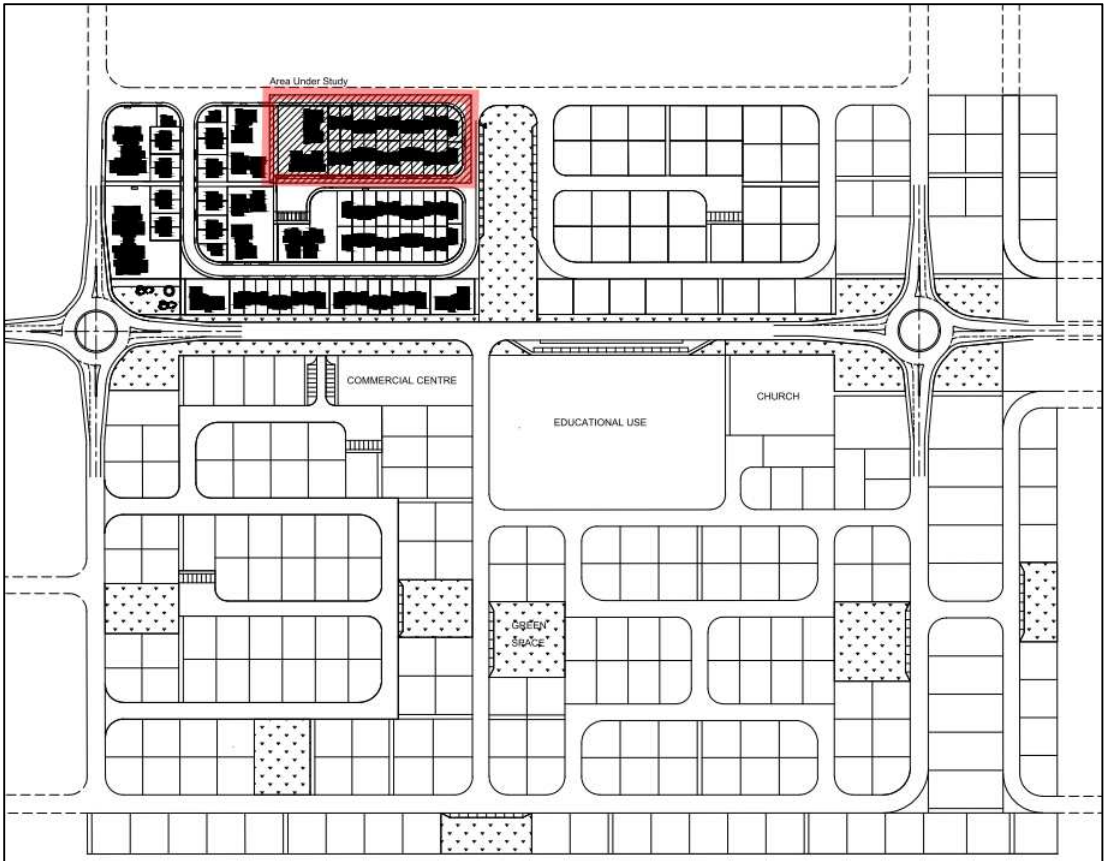 Area Under Study
COMMERCIAL CENTRE
CHURCH
EDUCATIONAL USE
GREEN
SPACE